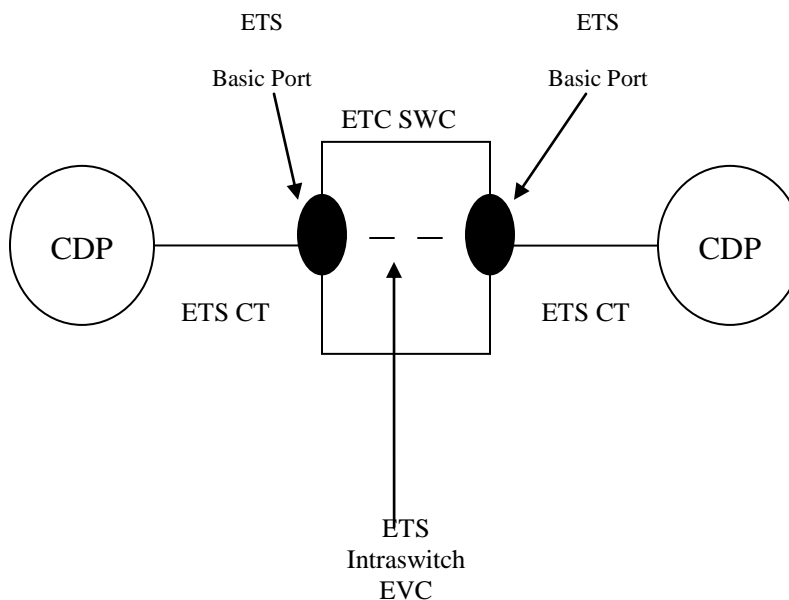 ETS
ETS
Basic Port
Basic Port
ETC SWC
CDP
CDP
ETS CT
ETS CT
ETS
Intraswitch
EVC